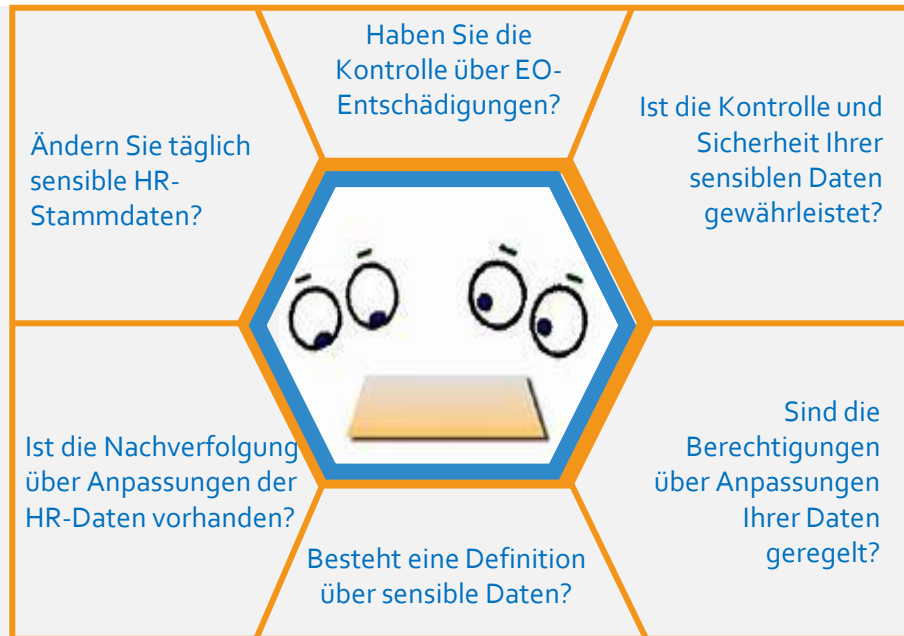 Haben Sie die
Kontrolle über EO-
Entschädigungen?
Ändern Sie täglich
sensible HR-
Stammdaten?
Ist die Kontrolle und
Sicherheit Ihrer
sensiblen Daten
gewährleistet?
Ist die Nachverfolgung
über Anpassungen der
HR-Daten vorhanden?
Sind die
Berechtigungen
über Anpassungen
Ihrer Daten
geregelt?
Besteht eine Definition
über sensible Daten?